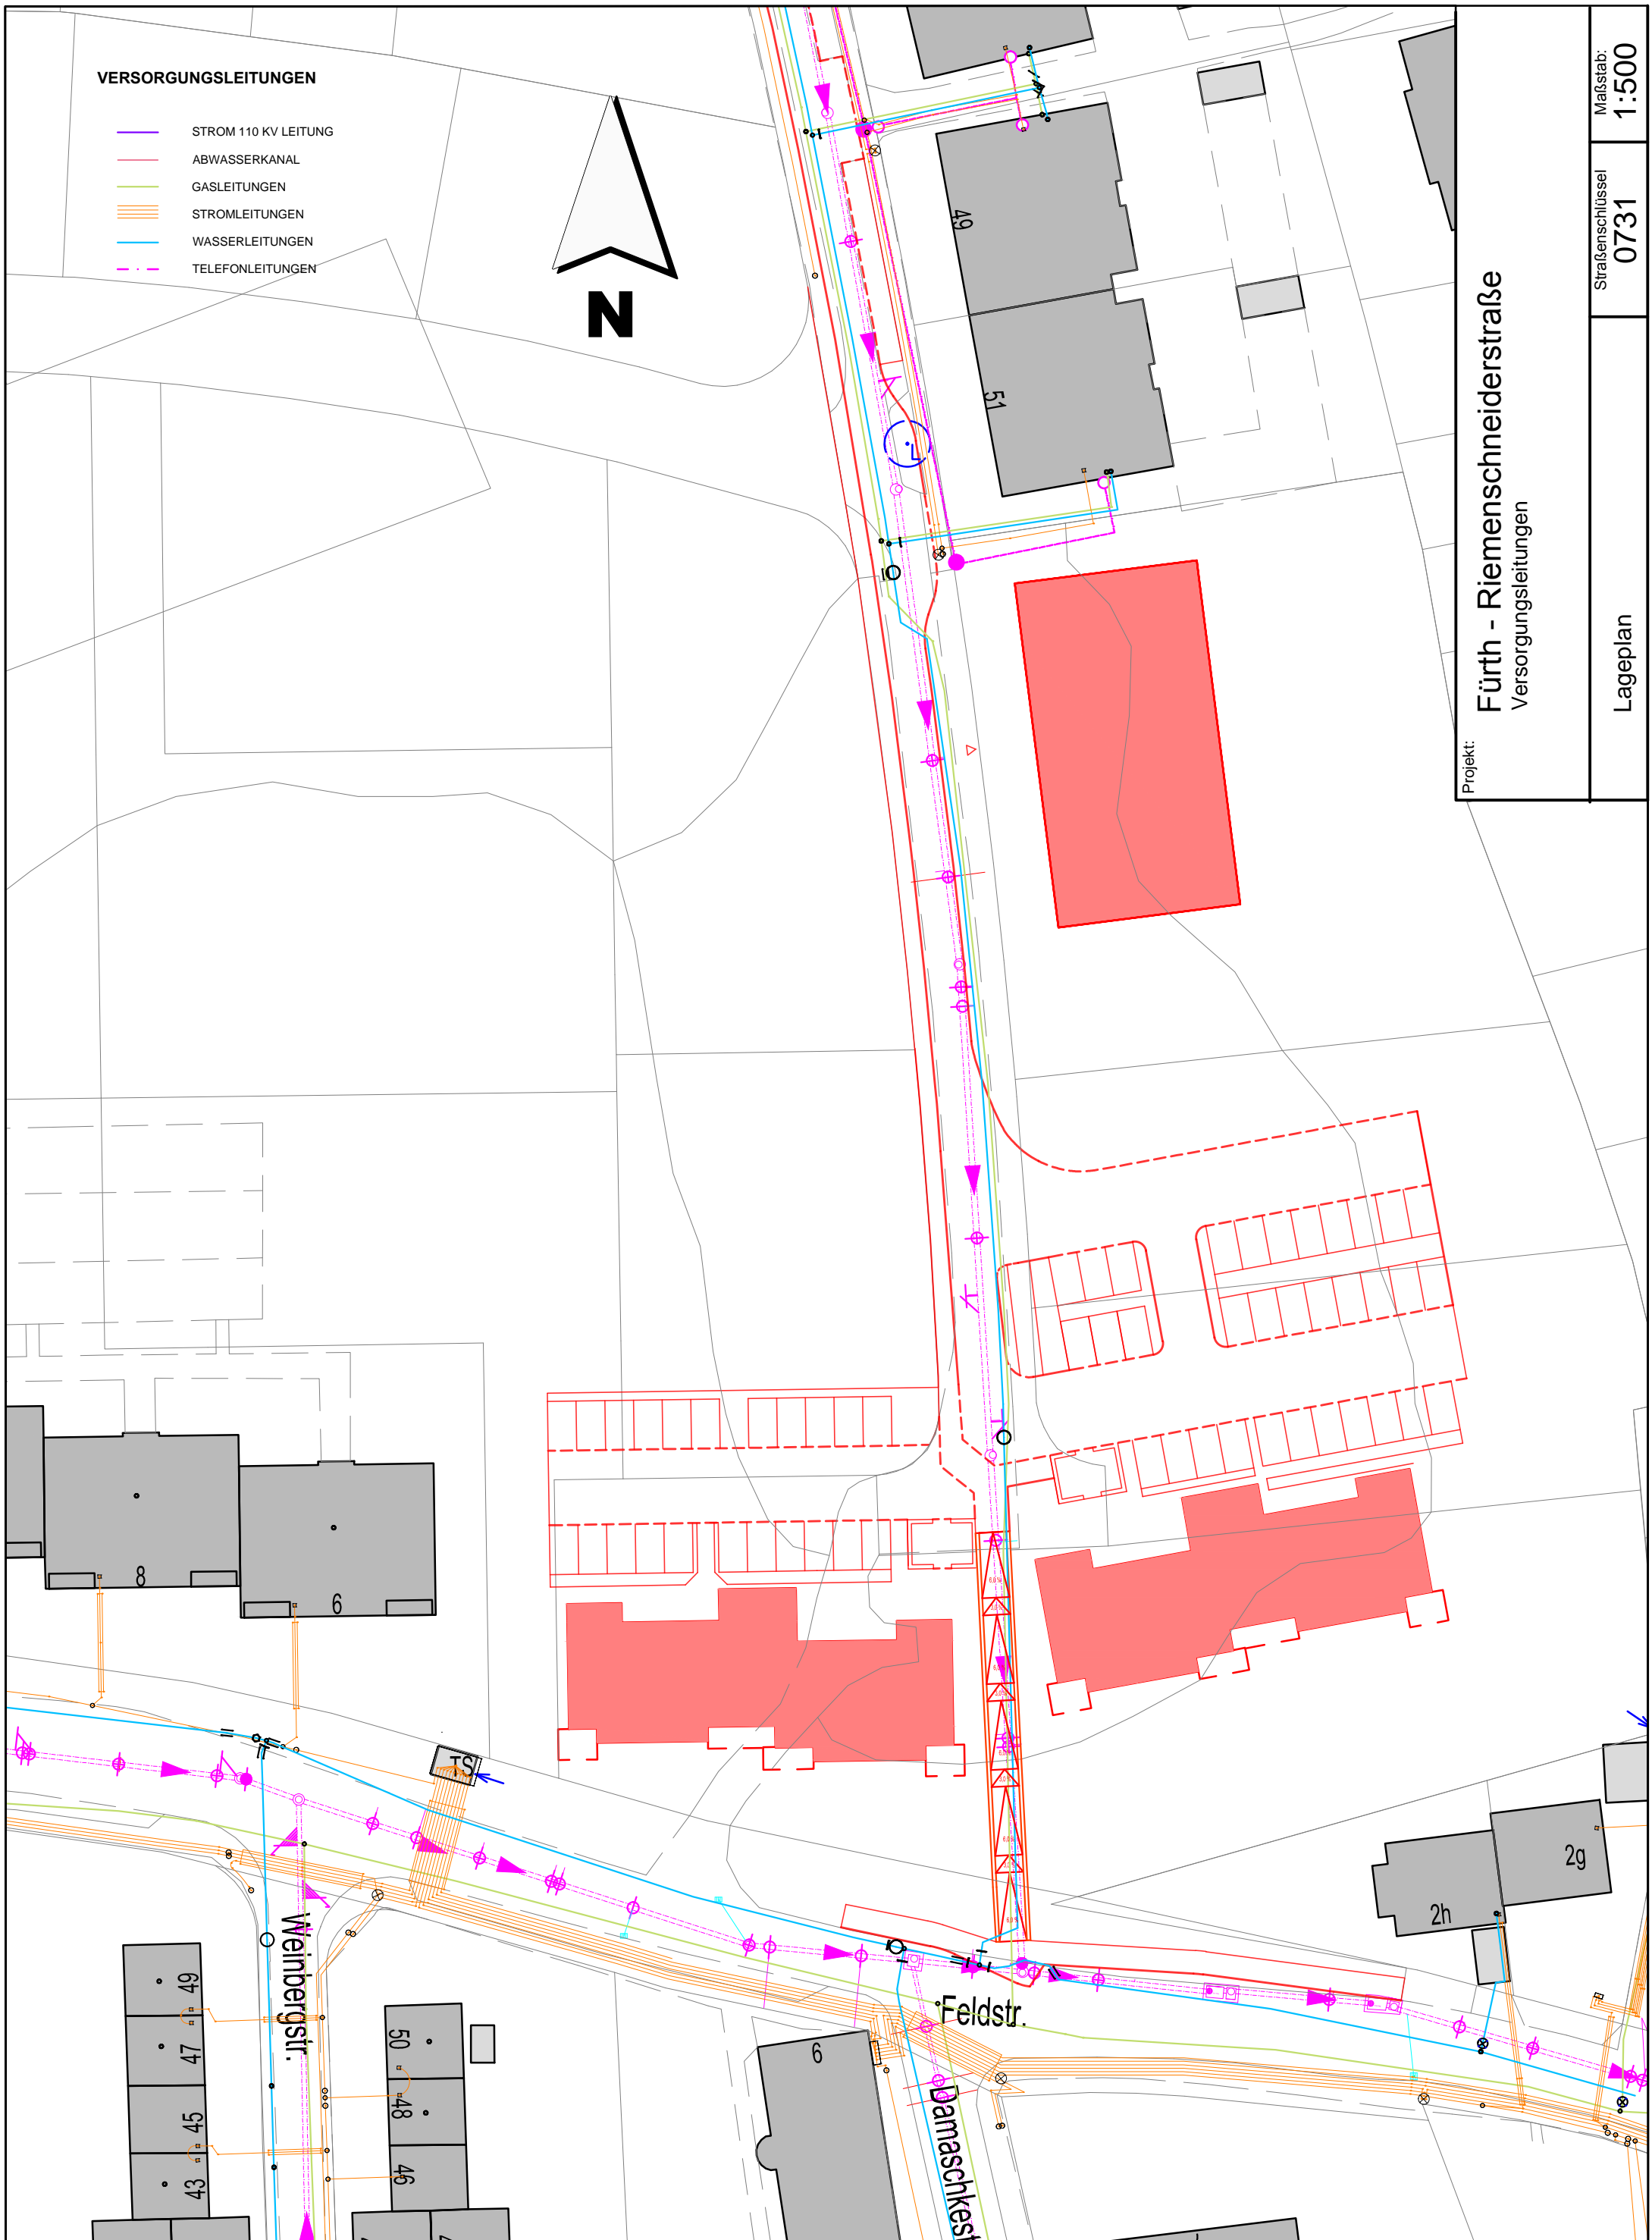 VERSORGUNGSLEITUNGEN
STROM 110 KV LEITUNG
ABWASSERKANAL
GASLEITUNGEN
STROMLEITUNGEN
WASSERLEITUNGEN
TELEFONLEITUNGEN
N
Projekt:
Fürth - Riemenschneiderstraße
Versorgungsleitungen
Lageplan
Straßenschlüssel
0731
Maßstab:
1:500
49
51
L
8
6
TS
2g
2h
Weinbergstr.
Feldstr.
49
47
45
43
50
48
46
6